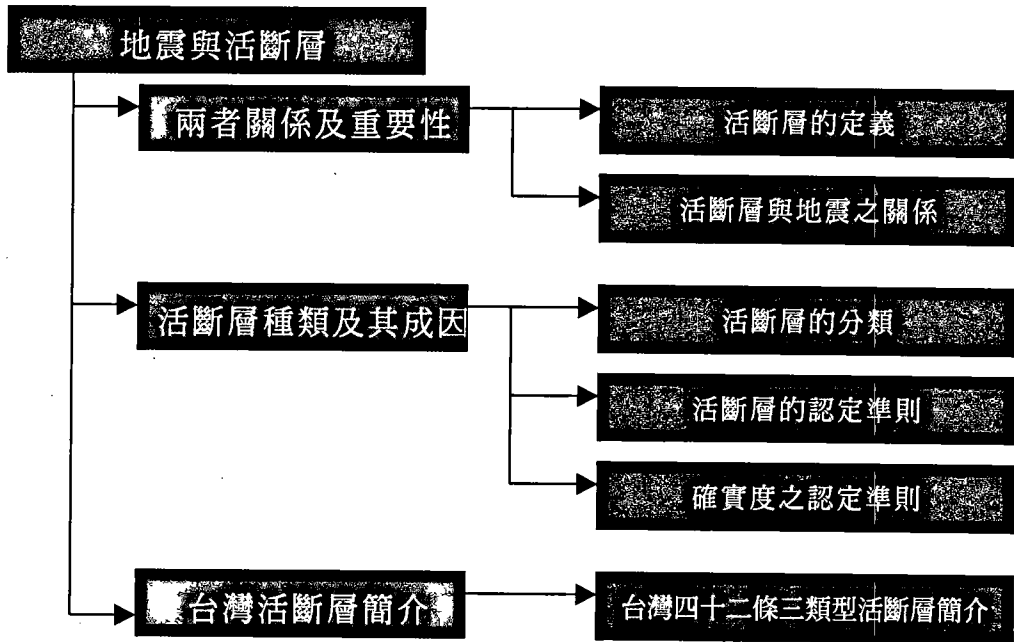 地震與活斷層
兩者關係及重要性
活斷層的定義
活斷層與地震之關係
活斷層種類及其成因
活斷層的分類
活斷層的認定準則
確實度之認定準則
台灣活斷層簡介
台灣四十二條三類型活斷層簡介